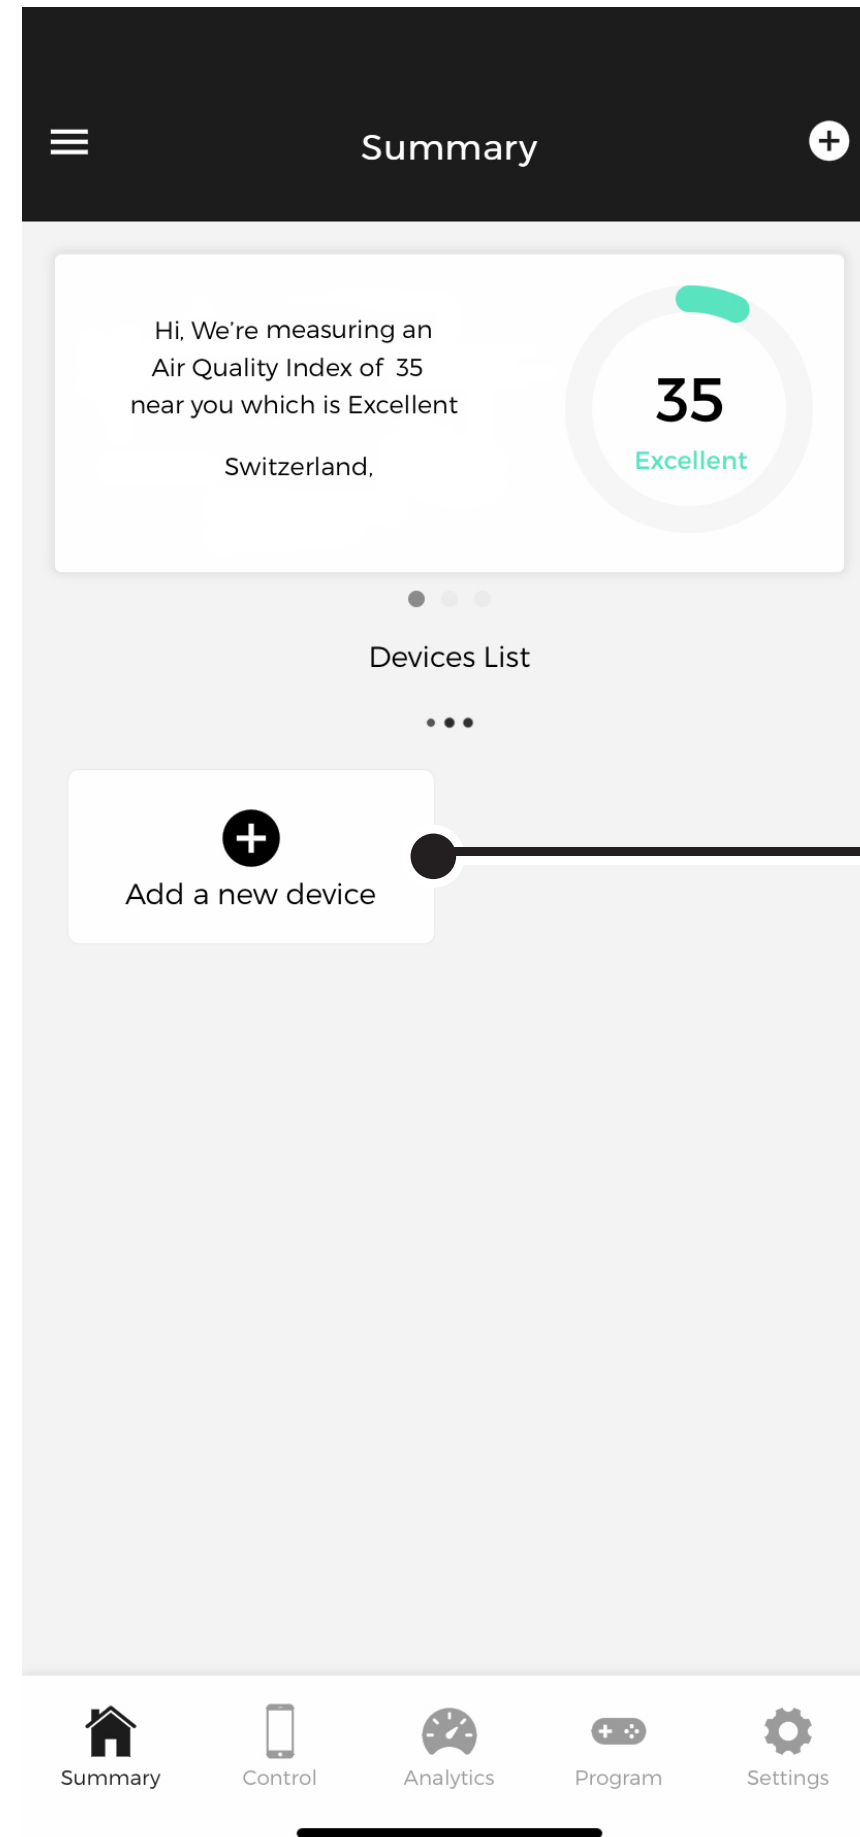 Summary
Hi, We’re measuring an
Air Quality Index of 35
near you which is Excellent
Switzerland,
35
Excellent
Devices List
Add a new device
Summary
Control
Analytics
Program
Settings